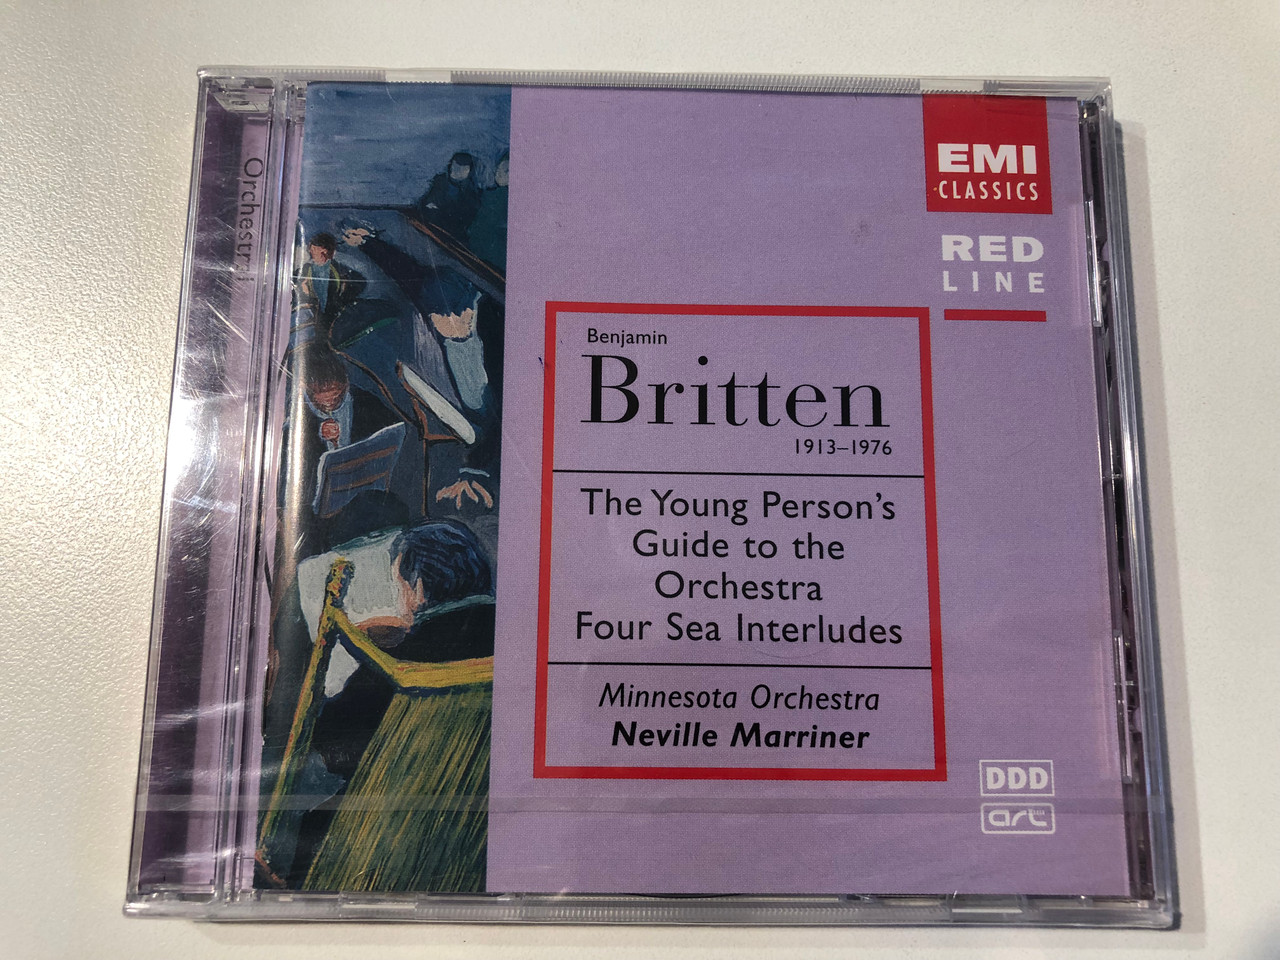 Orchestral
EMI
CLASSICS
RED
LINE
Benjamin
Britten
1913–1976
The Young Person's
Guide to the
Orchestra
Four Sea Interludes
Minnesota Orchestra
Neville Marriner
DDD
art